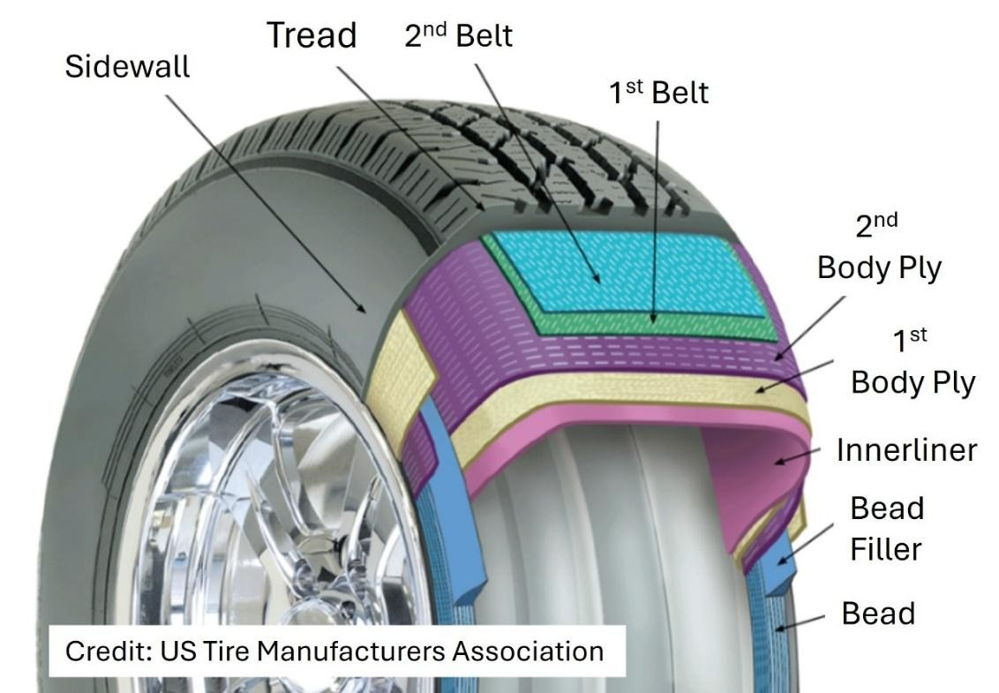 Tread
2nd Belt
Sidewall
1st Belt
2nd
Body Ply
1st
Body Ply
Innerliner
Bead
Filler
Bead
Credit: US Tire Manufacturers Association